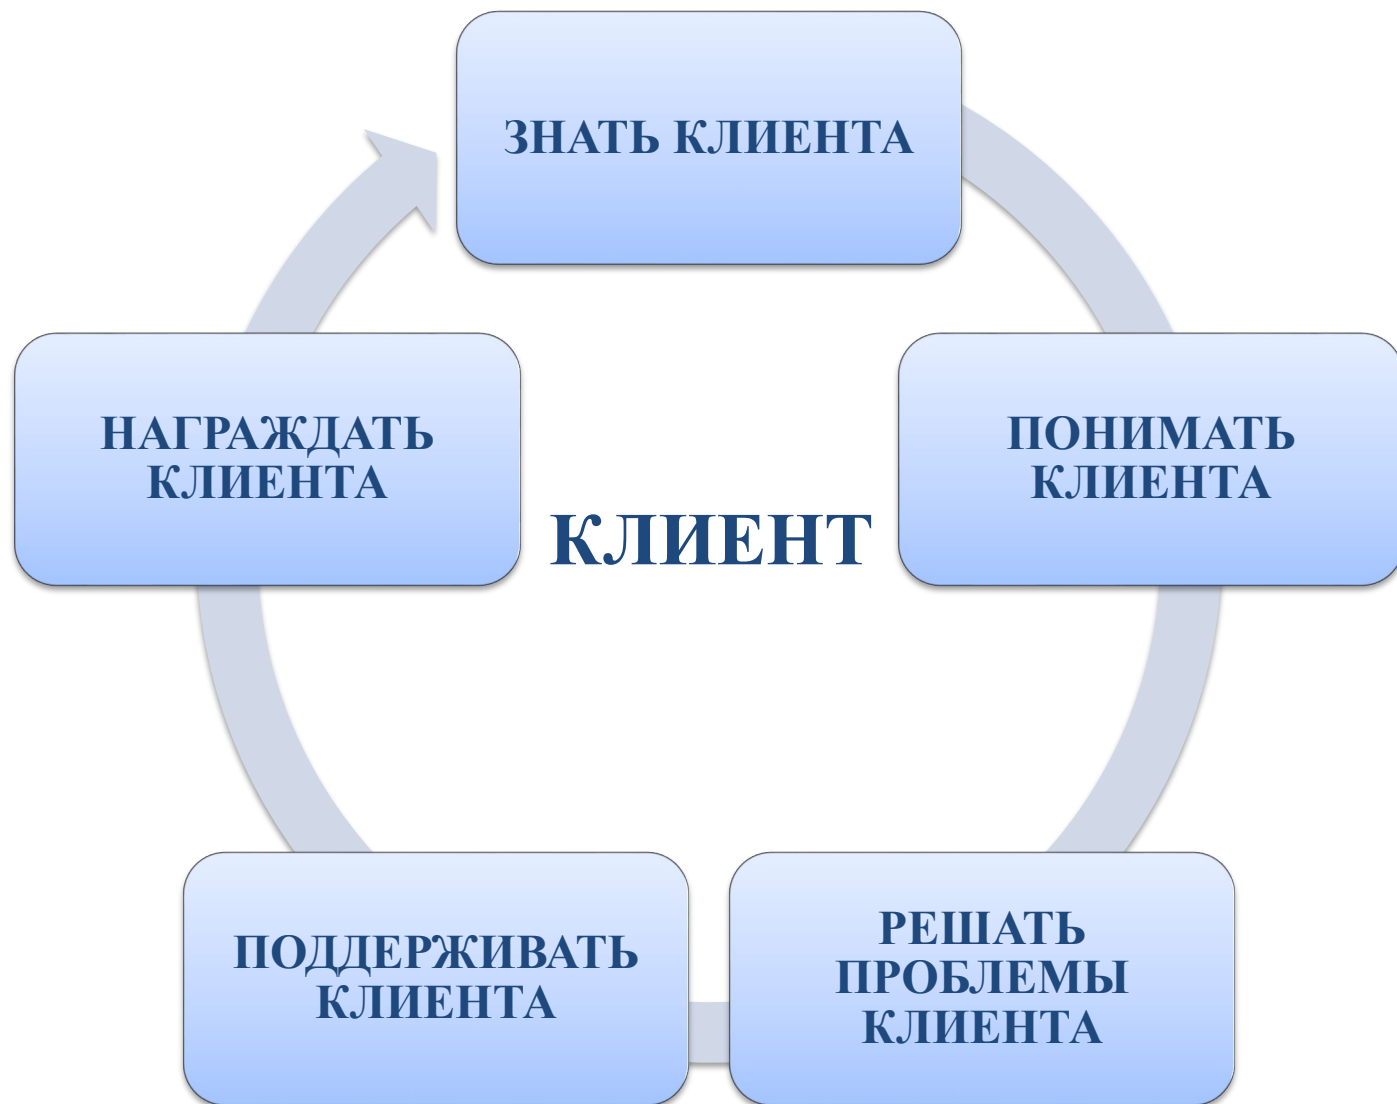 ЗНАТЬ КЛИЕНТА
ПОНИМАТЬ
КЛИЕНТА
РЕШАТЬ
ПРОБЛЕМЫ
КЛИЕНТА
ПОДДЕРЖИВАТЬ
КЛИЕНТА
НАГРАЖДАТЬ
КЛИЕНТА
КЛИЕНТ